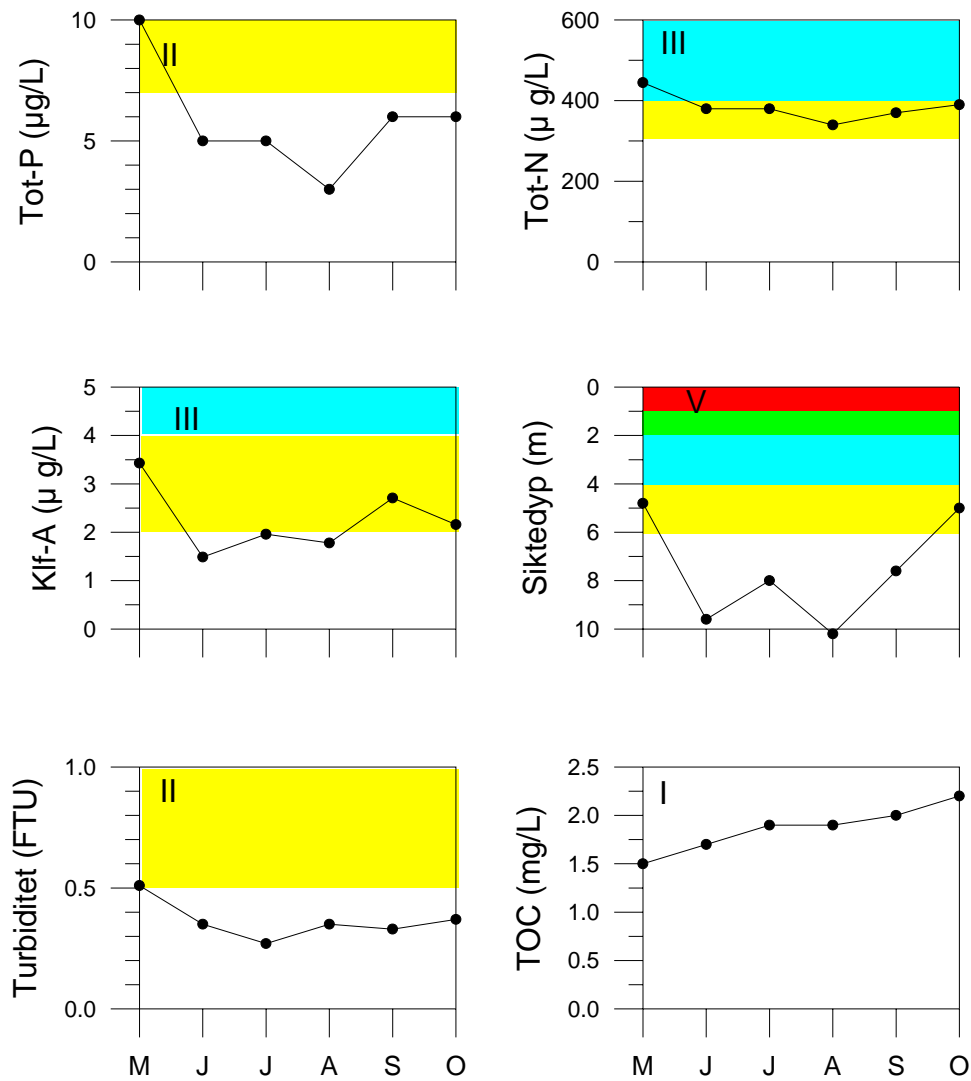 Tot-P (µg/L)
10
5
0
II
Tot-N (µ g/L)
600
400
200
0
III
Klf-A (µ g/L)
5
4
3
2
1
0
III
Siktedyp (m)
0
2
4
6
8
10
V
Turbiditet (FTU)
1.0
0.5
0.0
II
M J J A S O
TOC (mg/L)
2.5
2.0
1.5
1.0
0.5
0.0
I
M J J A S O